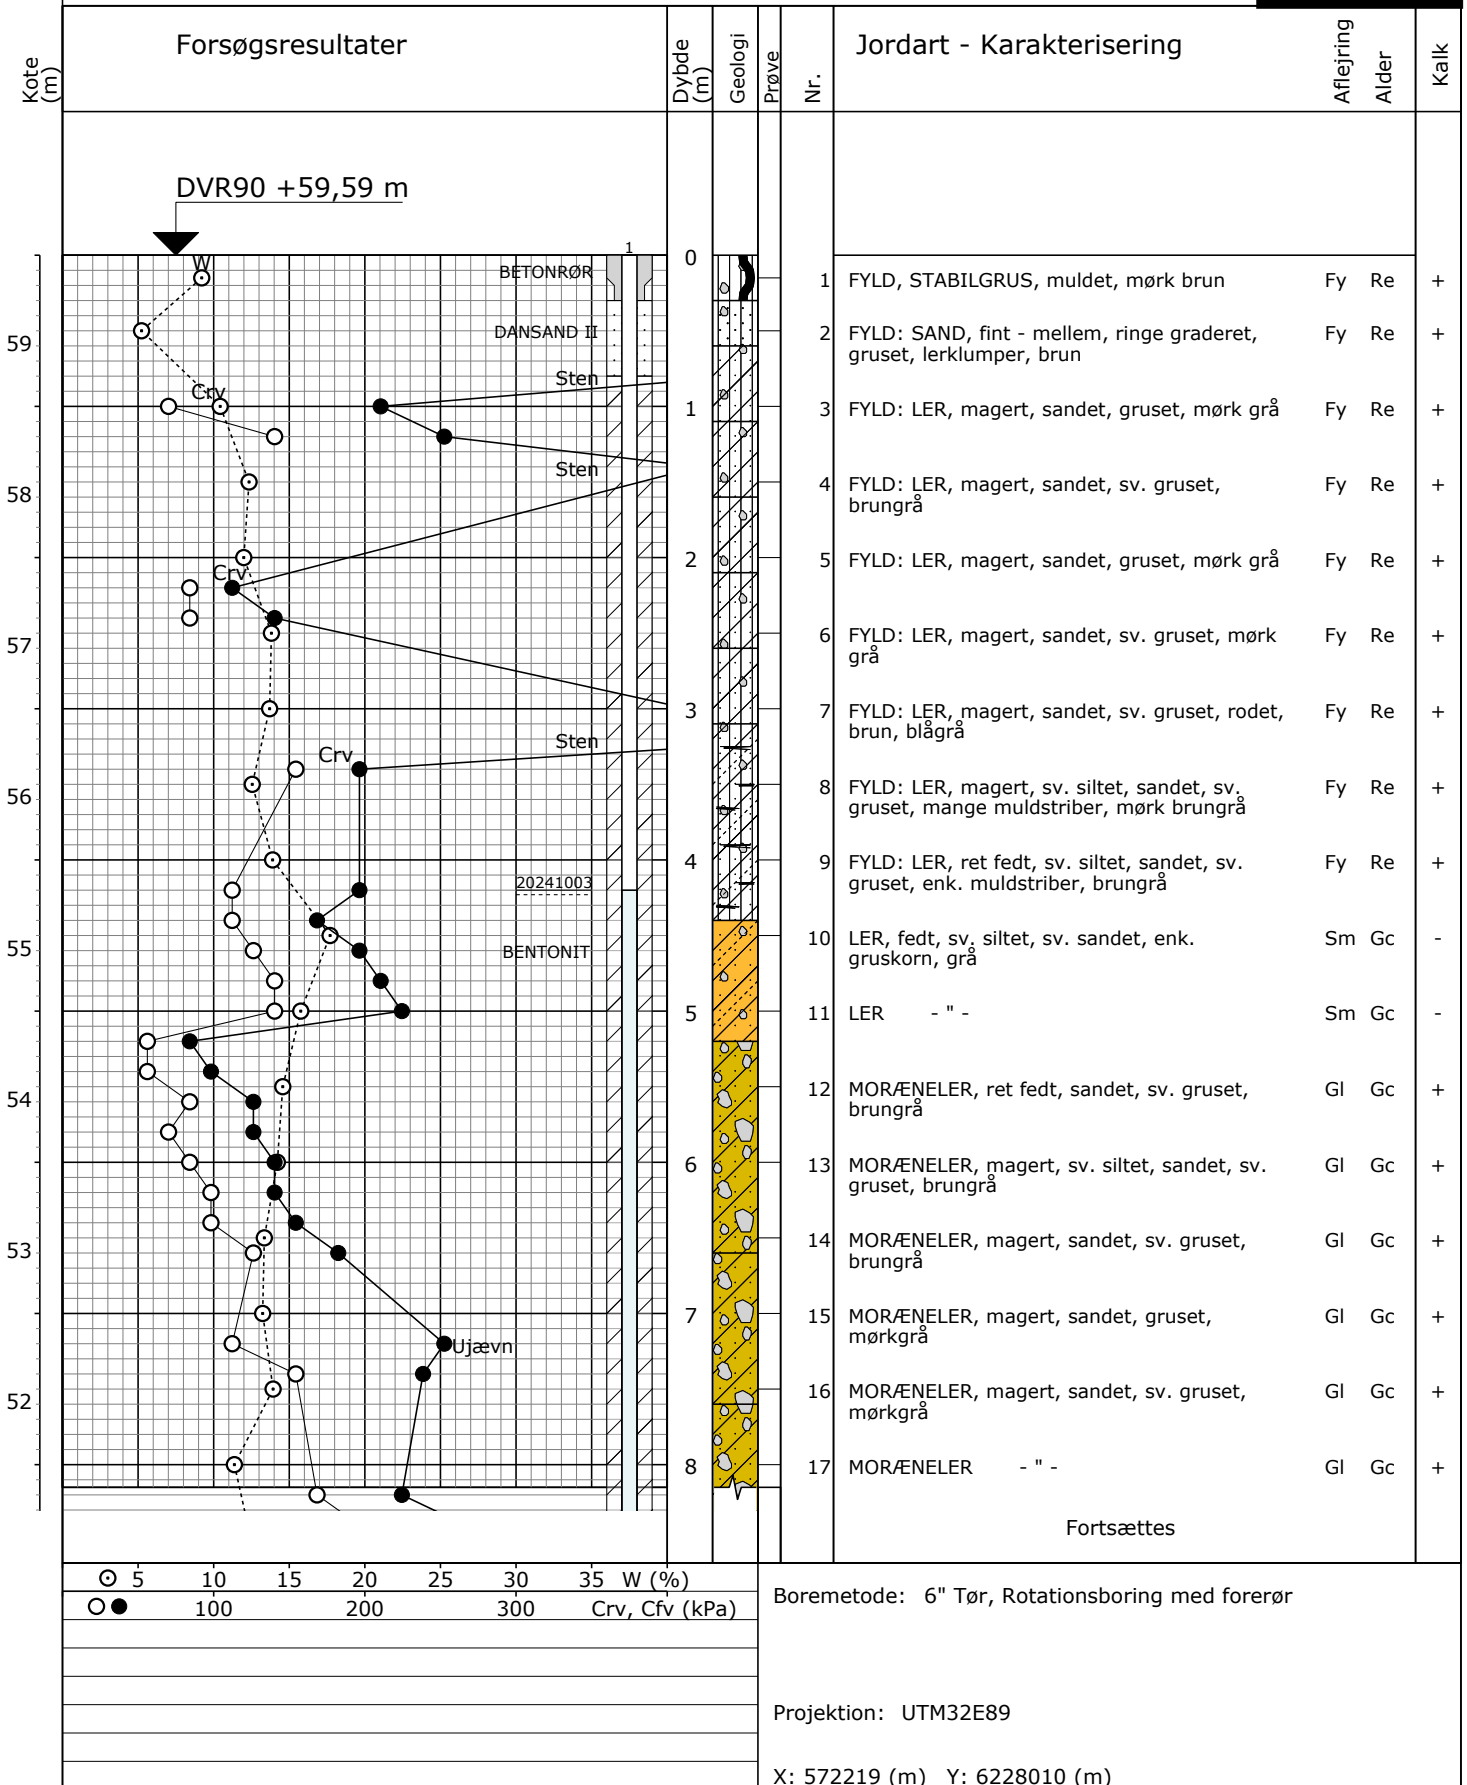 Kote (m)
Forsøgsresultater
Dybde (m)
Geologi
Prøve
Nr.
Jordart - Karakterisering
Aflejring
Alder
Kalk
DVR90 +59,59 m
W
1
BETONRØR
0
1 FYLD, STABILGRUS, muldet, mørk brun Fy Re +
59
DANSAND II
2 FYLD: SAND, fint - mellem, ringe graderet, Fy Re +
gruset, lerklumper, brun
Sten
Crv
1
3 FYLD: LER, magert, sandet, gruset, mørk grå Fy Re +
Sten
58
4 FYLD: LER, magert, sandet, sv. gruset, Fy Re +
brungrå
2
5 FYLD: LER, magert, sandet, gruset, mørk grå Fy Re +
Crv
57
6 FYLD: LER, magert, sandet, sv. gruset, mørk Fy Re +
grå
3
7 FYLD: LER, magert, sandet, sv. gruset, rodet, Fy Re +
brun, blågrå
Sten
Crv
56
8 FYLD: LER, magert, sv. siltet, sandet, sv. Fy Re +
gruset, mange muldstriber, mørk brungrå
4
9 FYLD: LER, ret fedt, sv. siltet, sandet, sv. Fy Re +
gruset, enk. muldstriber, brungrå
20241003
55
BENTONIT
10 LER, fedt, sv. siltet, sv. sandet, enk. Sm Gc -
gruskorn, grå
5
11 LER - " - Sm Gc -
54
12 MORÆNELER, ret fedt, sandet, sv. gruset, Gl Gc +
brungrå
6
13 MORÆNELER, magert, sv. siltet, sandet, sv. Gl Gc +
gruset, brungrå
53
14 MORÆNELER, magert, sandet, sv. gruset, Gl Gc +
brungrå
7
15 MORÆNELER, magert, sandet, gruset, Gl Gc +
mørkgrå
Ujævn
52
16 MORÆNELER, magert, sandet, sv. gruset, Gl Gc +
mørkgrå
8
17 MORÆNELER - " - Gl Gc +
Fortsættes
5 10 15 20 25 30 35 W (%)
100 200 300 Crv, Cfv (kPa)
Boremetode: 6" Tør, Rotationsboring med forerør
Projektion: UTM32E89
X: 572219 (m) Y: 6228010 (m)